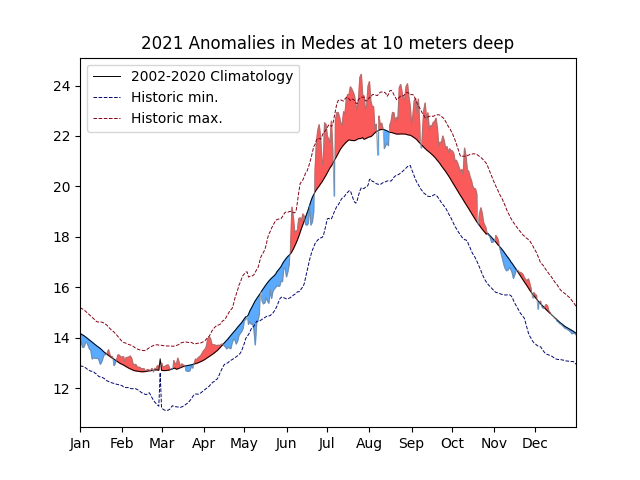 2021 Anomalies in Medes at 10 meters deep
2002-2020 Climatology
Historic min.
Historic max.
24
22
20
18
16
14
12
Jan Feb Mar Apr May Jun Jul Aug Sep Oct Nov Dec